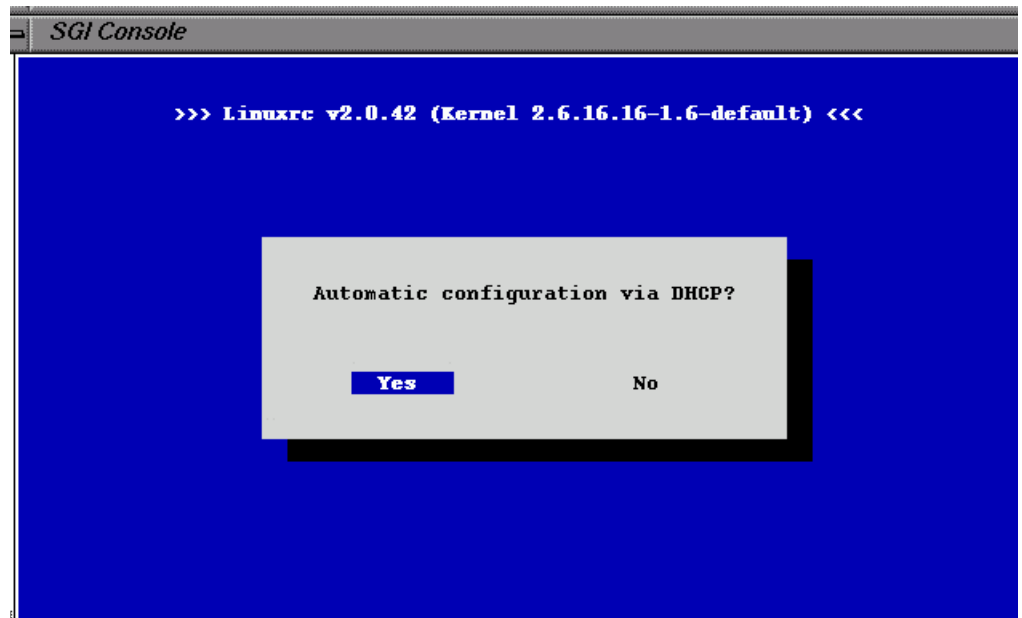 SGI Console
>>> Linuxrc v2.0.42 (Kernel 2.6.16.16-1.6-default) <<<
Automatic configuration via DHCP?
Yes No